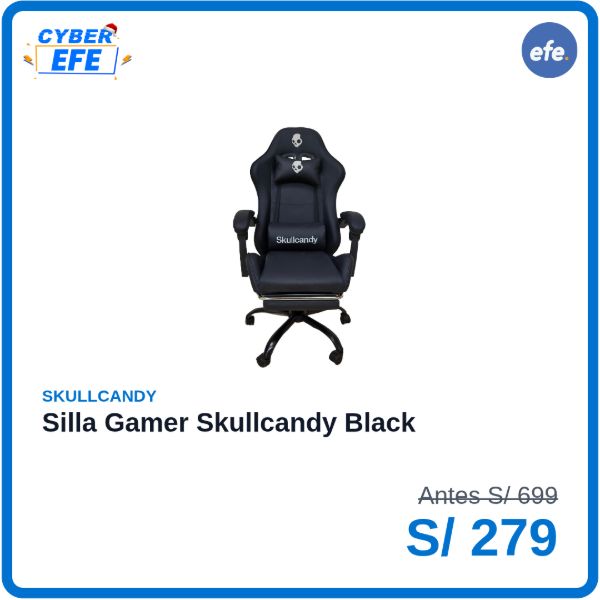 CYBER
EFE
efe.
Skullcandy
SKULLCANDY
Silla Gamer Skullcandy Black
Antes S/ 699
S/ 279